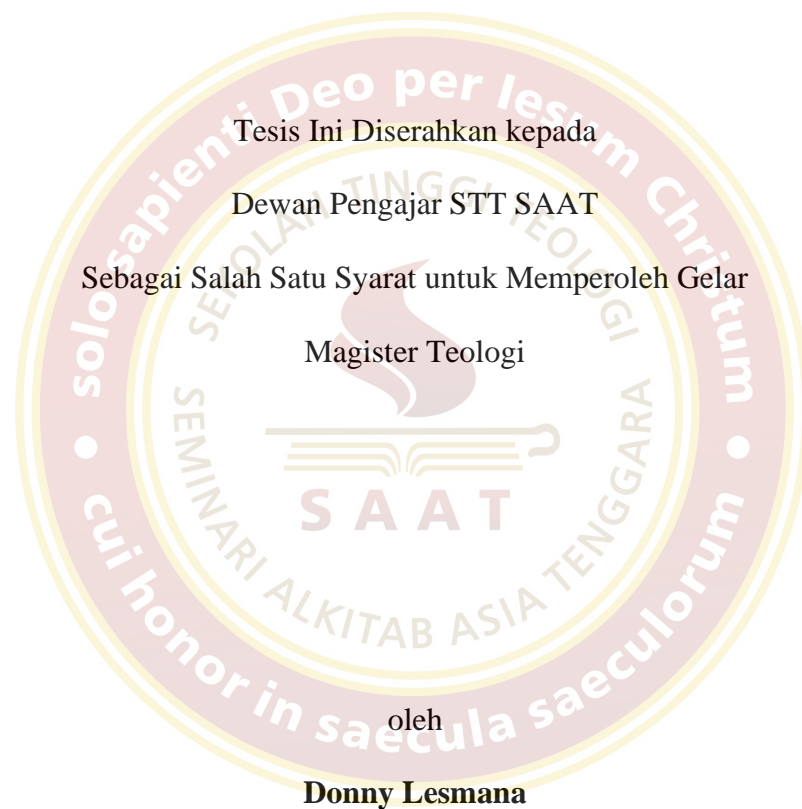 Tesis Ini Diserahkan kepada
Dewan Pengajar STT SAAT
Sebagai Salah Satu Syarat untuk Memperoleh Gelar
Magister Teologi
oleh
Donny Lesmana
solo sapienti Deo per Iesum Christum
cui honor in saecula saeculorum
SEKOLAH TINGGI TEOLOGI
SEMINARI ALKITAB ASIA TENGGARA
SAAT